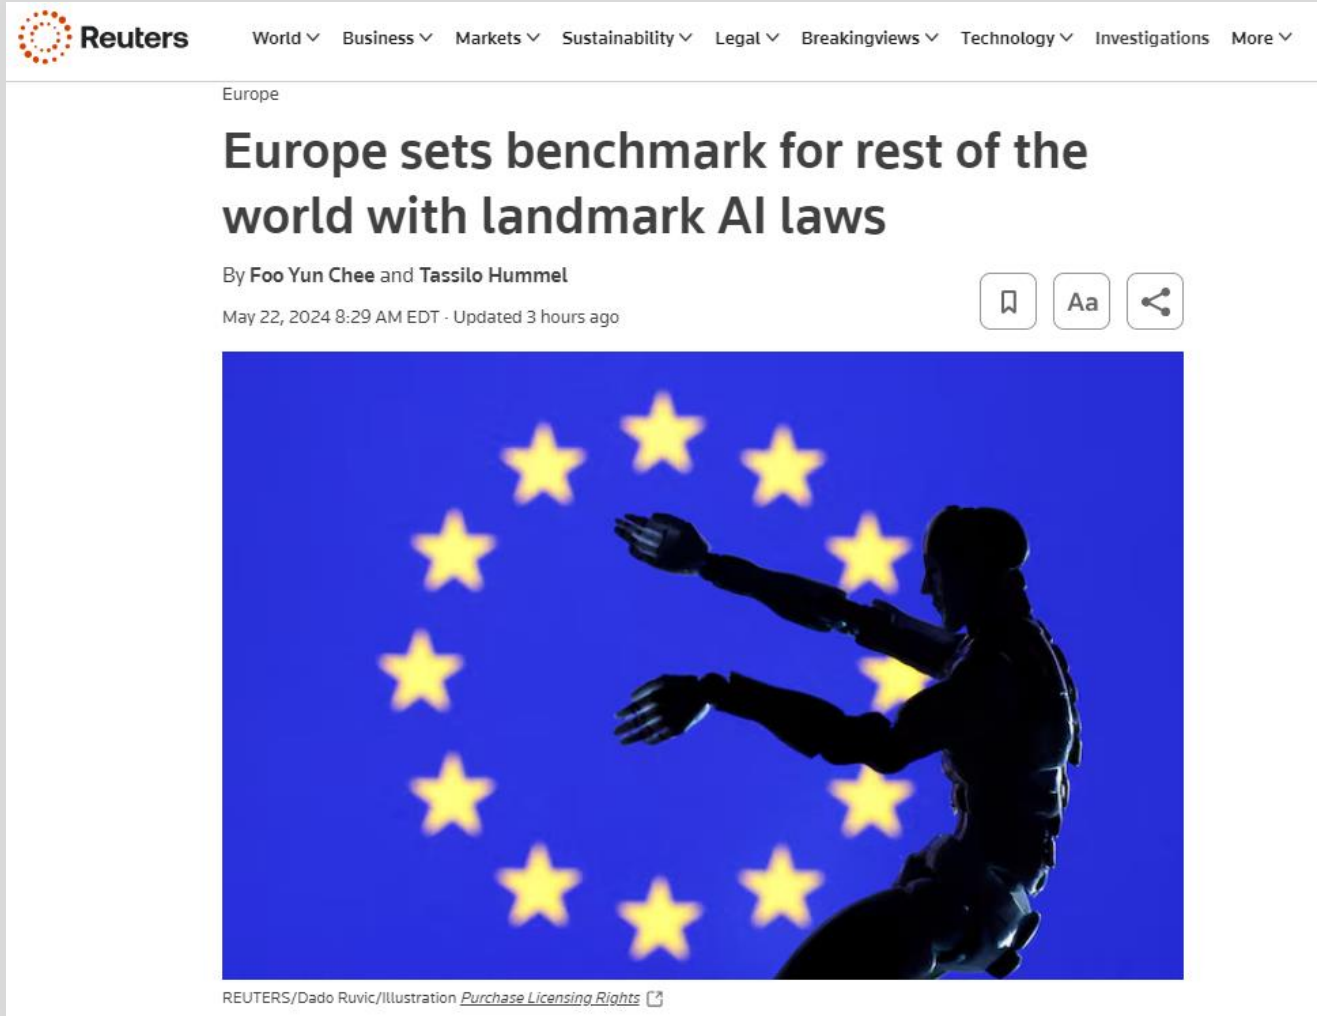 Reuters World Business Markets Sustainability Legal Breakingviews Technology Investigations More
Europe
Europe sets benchmark for rest of the
world with landmark AI laws
By Foo Yun Chee and Tassilo Hummel
May 22, 2024 8:29 AM EDT · Updated 3 hours ago
Aa
REUTERS/Dado Ruvic/Illustration Purchase Licensing Rights